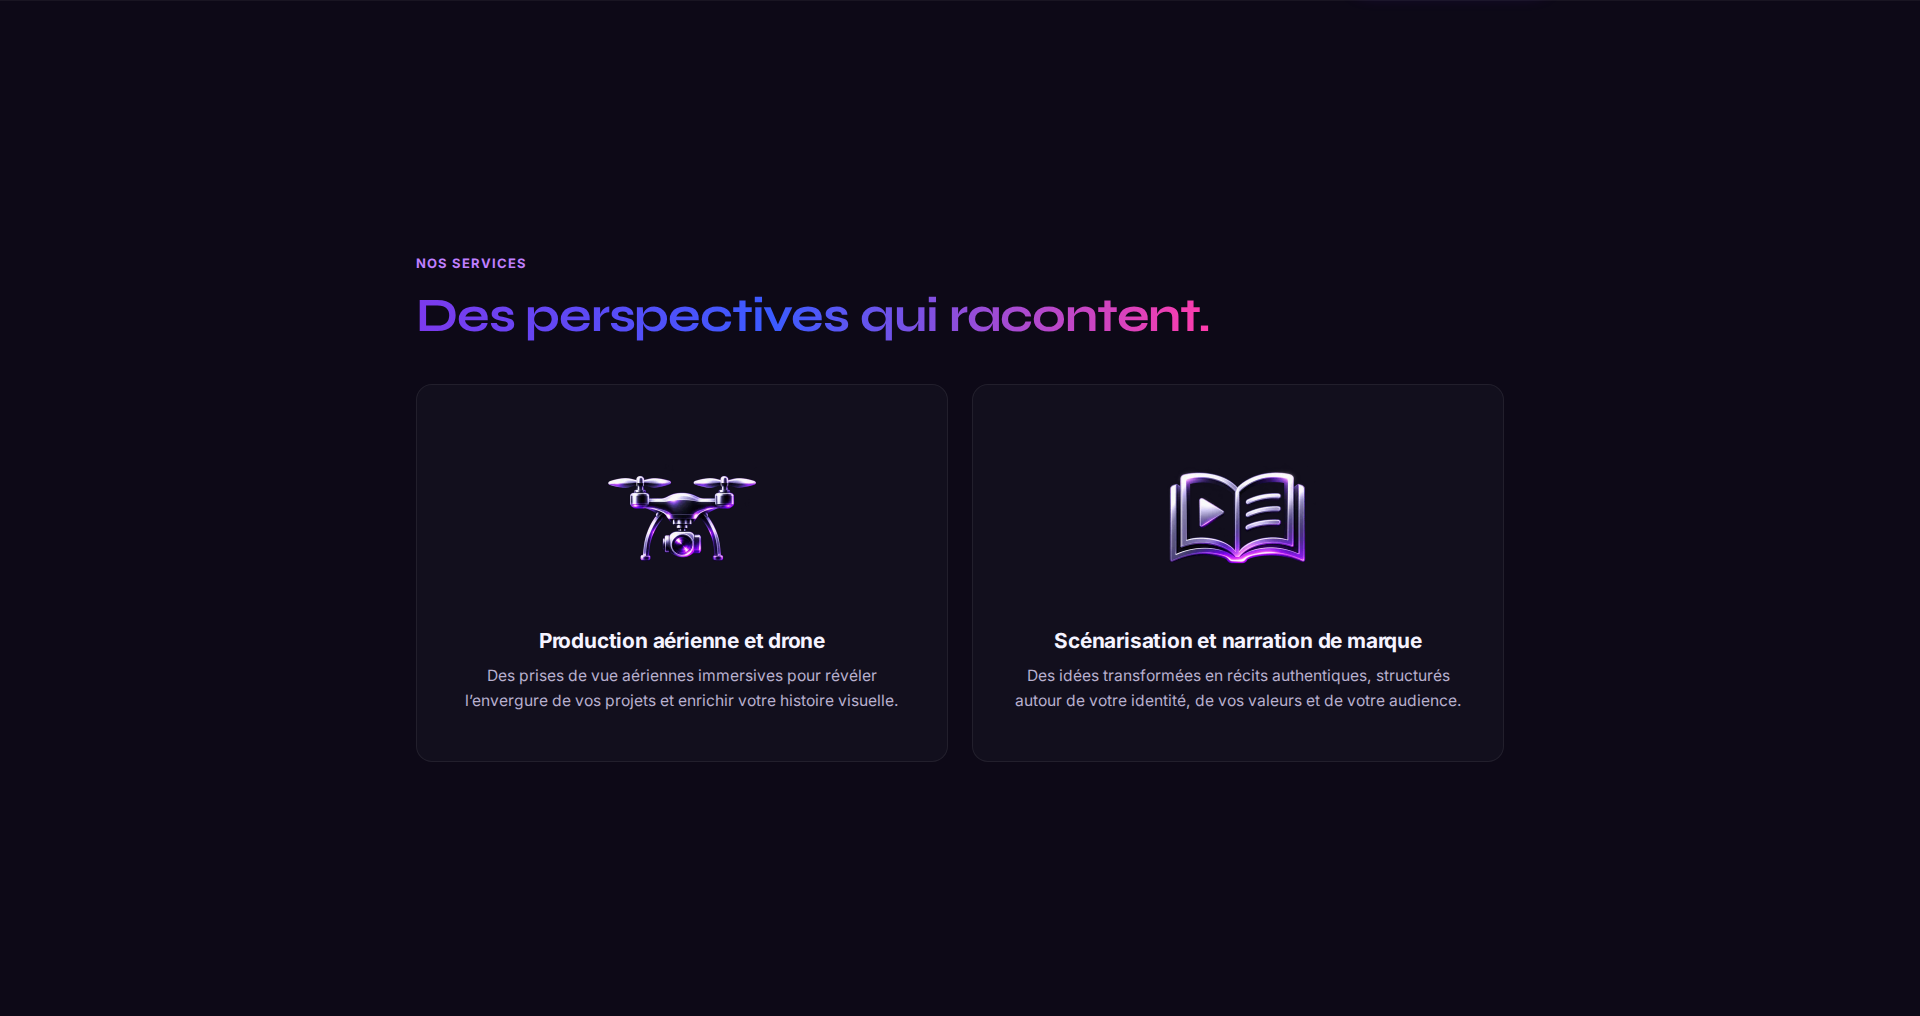 NOS SERVICES
Des perspectives qui racontent.
Production aérienne et drone
Des prises de vue aériennes immersives pour révéler
l’envergure de vos projets et enrichir votre histoire visuelle.
Scénarisation et narration de marque
Des idées transformées en récits authentiques, structurés
autour de votre identité, de vos valeurs et de votre audience.